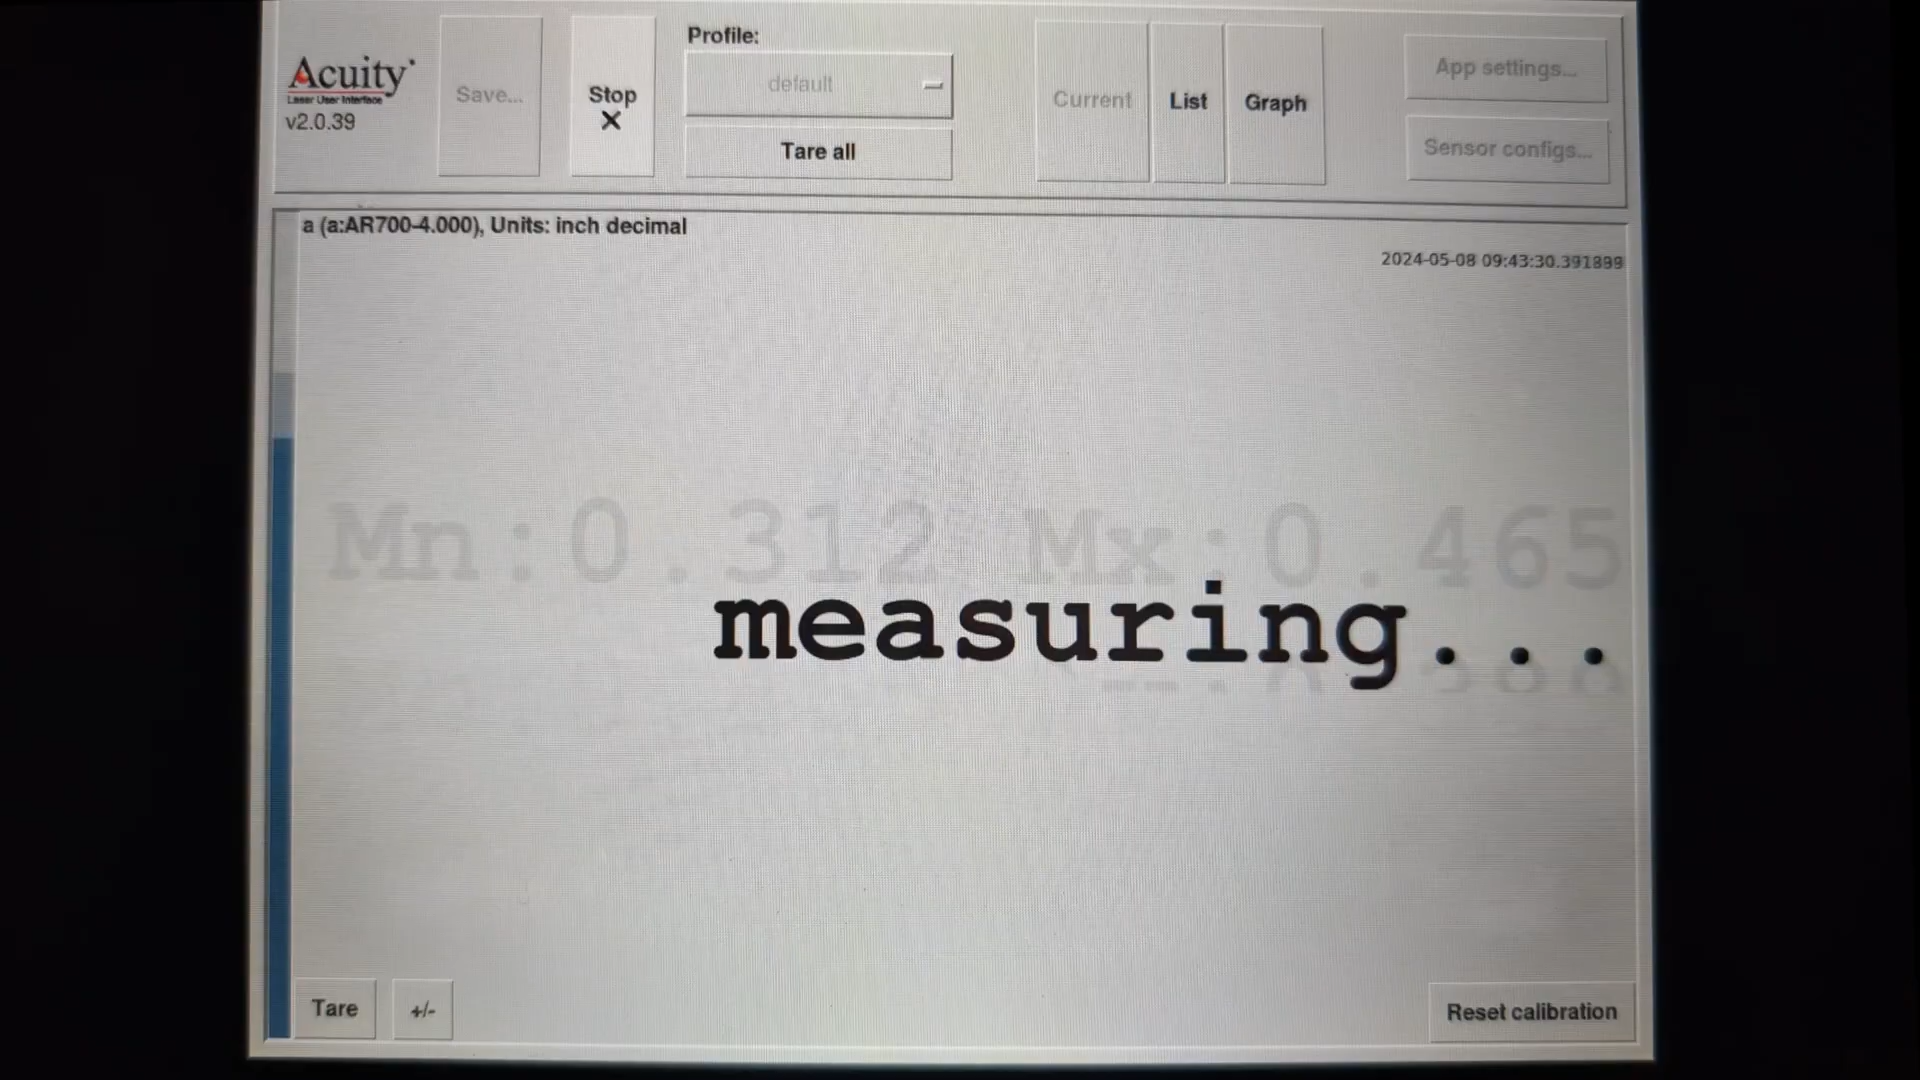 Acuity
Laser User Interface
v2.0.39
Save...
Stop
X
Profile:
default
Tare all
Current
List
Graph
App settings...
Sensor configs...
a (a:AR700-4.000), Units: inch decimal
2024-05-08 09:43:30.391899
Mn:0.312 Mx:0.465
measuring...
Tare
+/-
Reset calibration